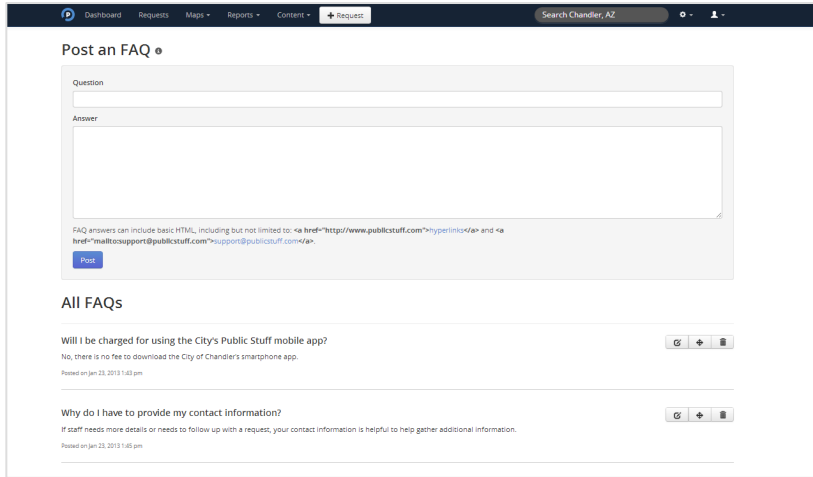 Dashboard Requests Maps Reports Content + Request Search Chandler, AZ
Post an FAQ
Question
Answer
FAQ answers can include basic HTML, including but not limited to: <a href="http://www.publicstuff.com">hyperlinks</a> and <a
href="mailto:support@publicstuff.com">support@publicstuff.com</a>.
Post
All FAQs
Will I be charged for using the City's Public Stuff mobile app?
No, there is no fee to download the City of Chandler's smartphone app.
Posted on Jan 23, 2013 1:43 pm
Why do I have to provide my contact information?
If staff needs more details or needs to follow up with a request, your contact information is helpful to help gather additional information.
Posted on Jan 23, 2013 1:45 pm